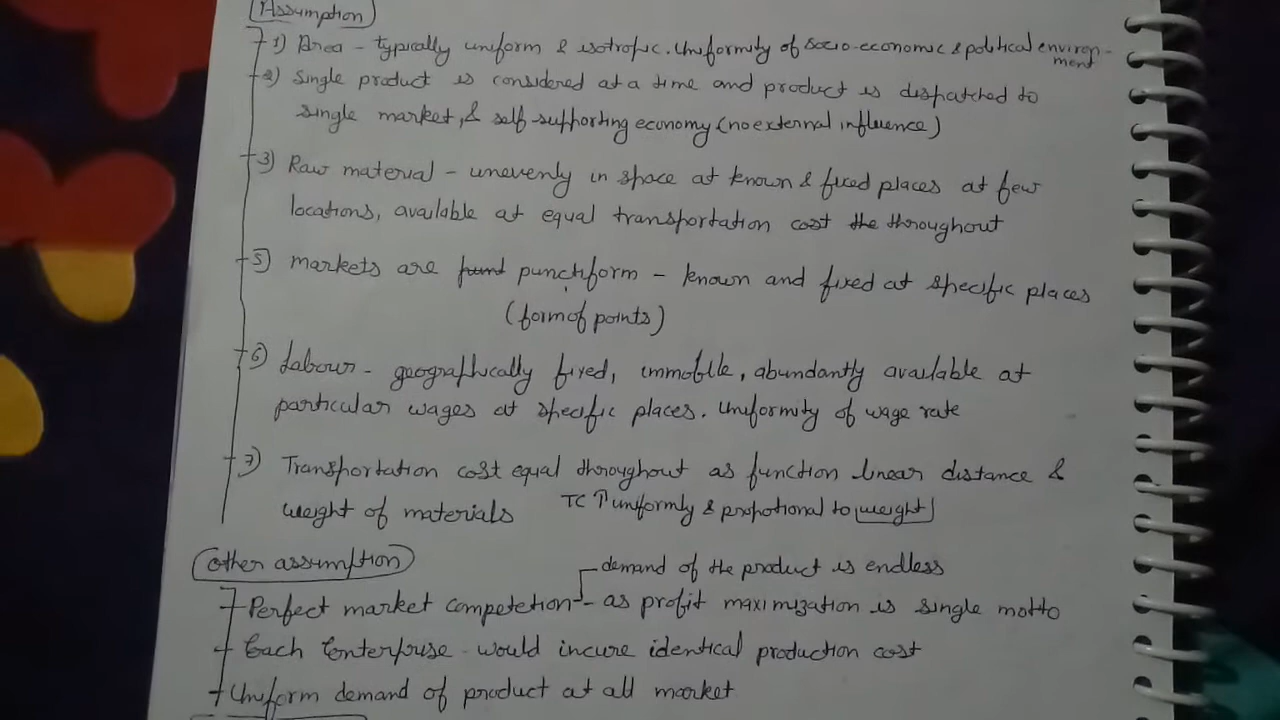 Assumption
1) Area - typically uniform & isotropic. Uniformity of socio-economic & political environ-
ment
2) Single product is considered at a time and product is dispatched to
single market, & self-supporting economy (no external influence)
3) Raw material - unevenly in space at known & fixed places at few
locations, available at equal transportation cost the throughout
5) markets are found punctiform - known and fixed at specific places
(form of points)
6) Labour - geographically fixed, immobile, abundantly available at
particular wages at specific places. Uniformity of wage rate
7) Transportation cost equal throughout as function linear distance &
weight of materials TC ↑ uniformly & propotional to weight
Other assumption
demand of the product is endless
Perfect market competetion - as profit maximization is single motto
Each Enterprise would incure identical production cost
Uniform demand of product at all market